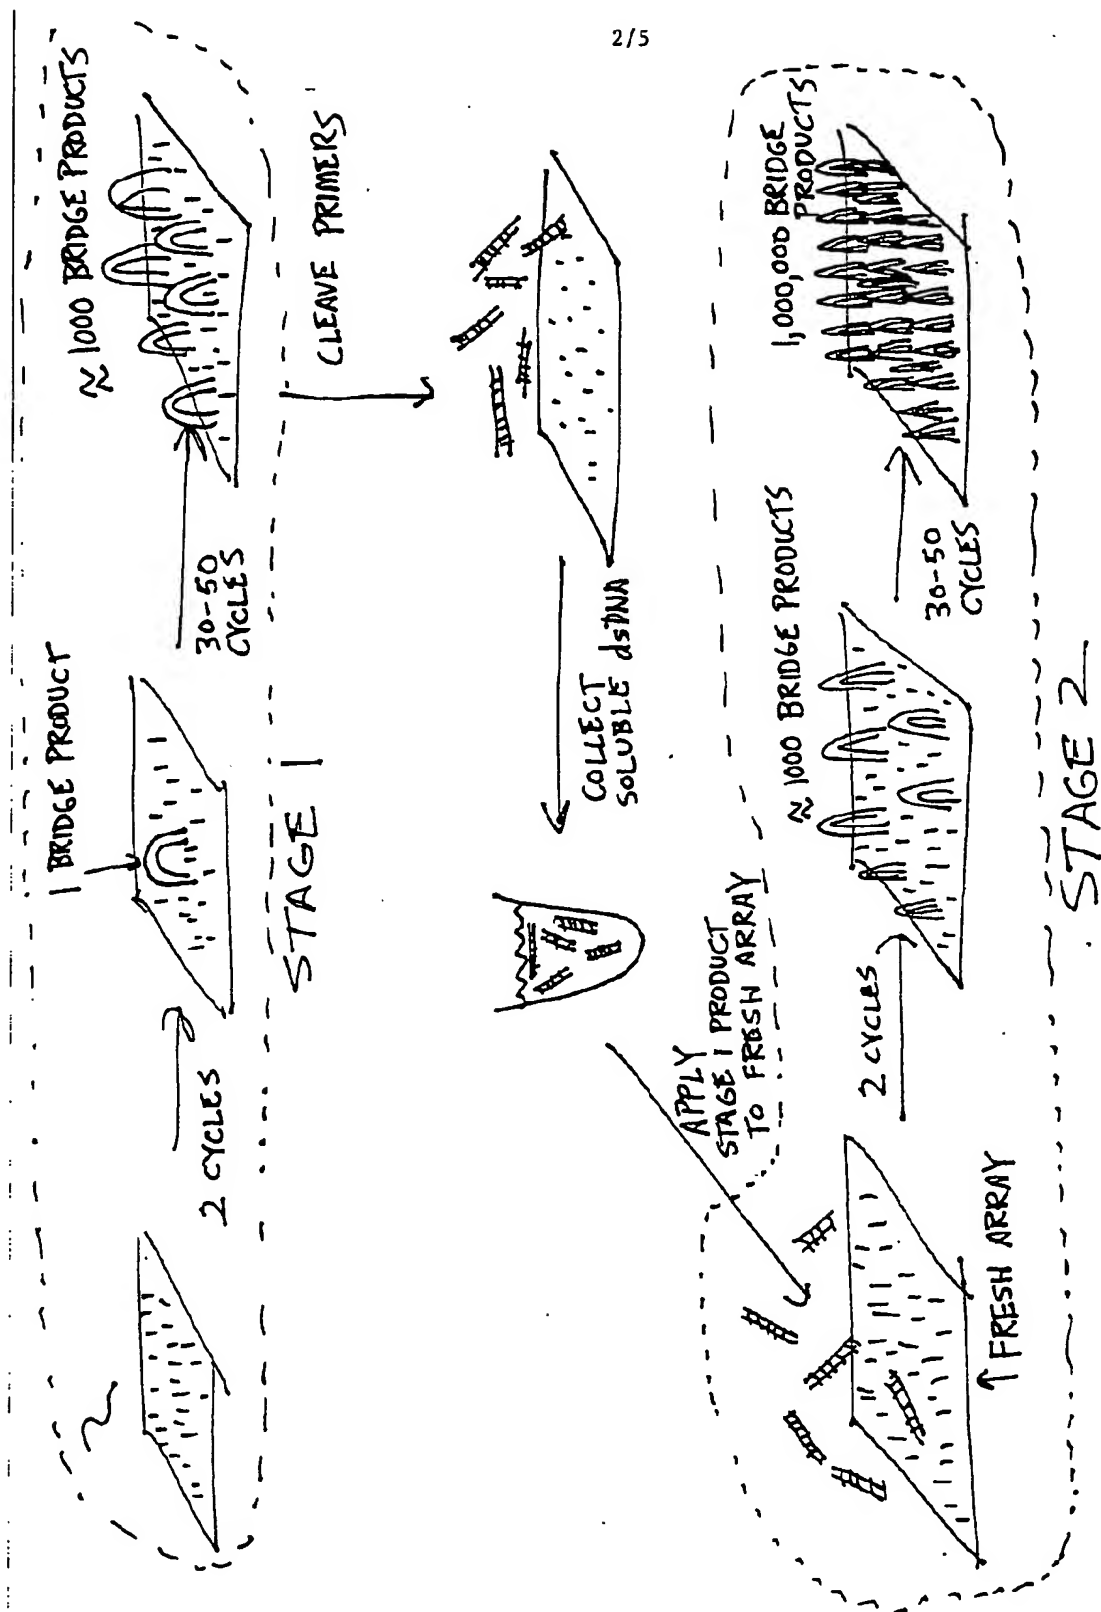 2/5
1 BRIDGE PRODUCT
≈ 1000 BRIDGE PRODUCTS
2 CYCLES
30-50
CYCLES
STAGE 1
CLEAVE PRIMERS
COLLECT
SOLUBLE dsDNA
APPLY
STAGE 1 PRODUCT
TO FRESH ARRAY
↑ FRESH ARRAY
2 CYCLES
≈ 1000 BRIDGE PRODUCTS
30-50
CYCLES
1,000,000 BRIDGE
PRODUCTS
STAGE 2